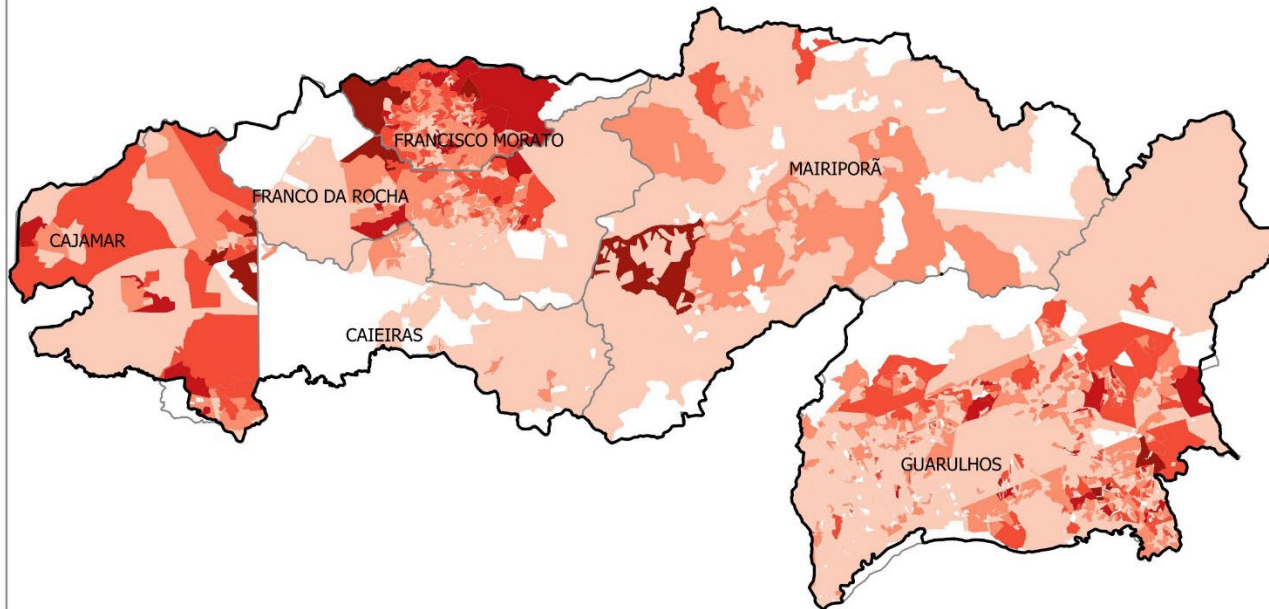 FRANCISCO MORATO
MAIRIPORÃ
FRANCO DA ROCHA
CAJAMAR
CAIEIRAS
GUARULHOS